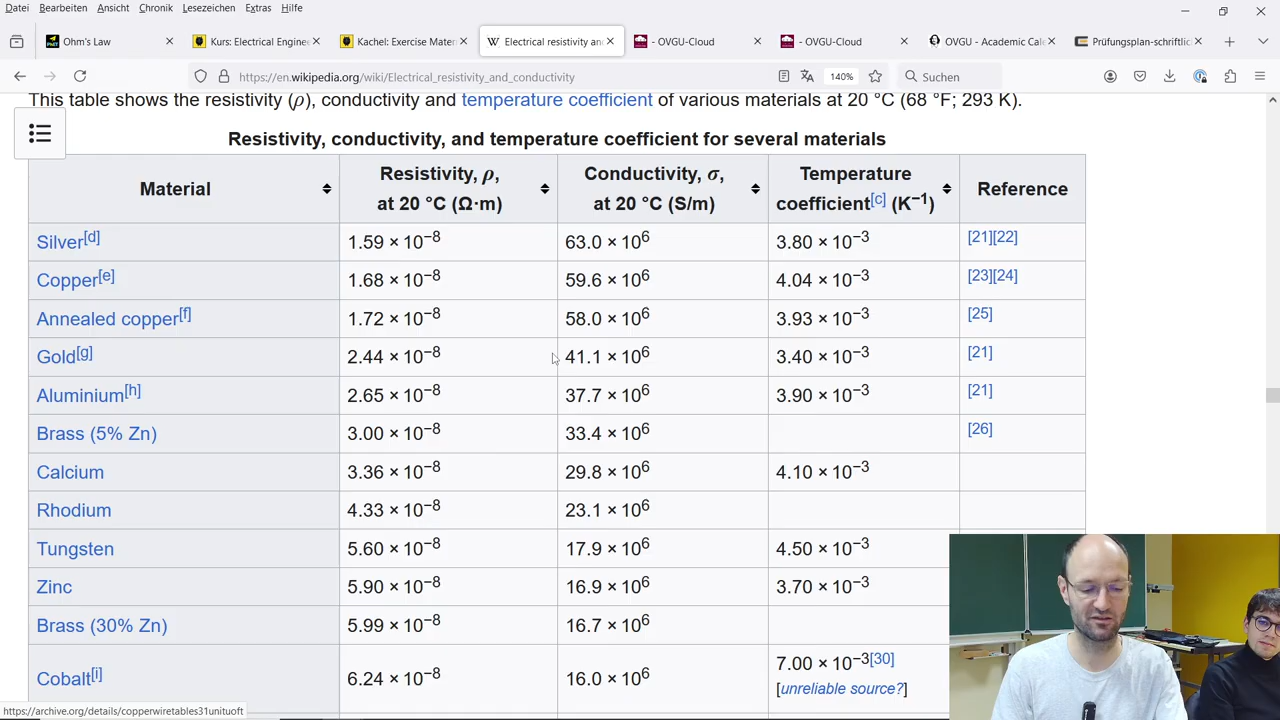 Datei Bearbeiten Ansicht Chronik Lesezeichen Extras Hilfe
Ohm's Law
Kurs: Electrical Enginee
Kachel: Exercise Mater
W Electrical resistivity and
- OVGU-Cloud
- OVGU-Cloud
OVGU - Academic Cale
Prüfungsplan-schriftlich
https://en.wikipedia.org/wiki/Electrical_resistivity_and_conductivity
140%
Suchen
This table shows the resistivity (ρ), conductivity and temperature coefficient of various materials at 20 °C (68 °F; 293 K).
Resistivity, conductivity, and temperature coefficient for several materials
Material
Resistivity, ρ,
at 20 °C (Ω·m)
Conductivity, σ,
at 20 °C (S/m)
Temperature
coefficient[c] (K⁻¹)
Reference
Silver[d] 1.59 × 10⁻⁸ 63.0 × 10⁶ 3.80 × 10⁻³ [21][22]
Copper[e] 1.68 × 10⁻⁸ 59.6 × 10⁶ 4.04 × 10⁻³ [23][24]
Annealed copper[f] 1.72 × 10⁻⁸ 58.0 × 10⁶ 3.93 × 10⁻³ [25]
Gold[g] 2.44 × 10⁻⁸ 41.1 × 10⁶ 3.40 × 10⁻³ [21]
Aluminium[h] 2.65 × 10⁻⁸ 37.7 × 10⁶ 3.90 × 10⁻³ [21]
Brass (5% Zn) 3.00 × 10⁻⁸ 33.4 × 10⁶ [26]
Calcium 3.36 × 10⁻⁸ 29.8 × 10⁶ 4.10 × 10⁻³
Rhodium 4.33 × 10⁻⁸ 23.1 × 10⁶
Tungsten 5.60 × 10⁻⁸ 17.9 × 10⁶ 4.50 × 10⁻³
Zinc 5.90 × 10⁻⁸ 16.9 × 10⁶ 3.70 × 10⁻³
Brass (30% Zn) 5.99 × 10⁻⁸ 16.7 × 10⁶
Cobalt[i] 6.24 × 10⁻⁸ 16.0 × 10⁶ 7.00 × 10⁻³[30]
[unreliable source?]
https://archive.org/details/copperwiretables31unituoft